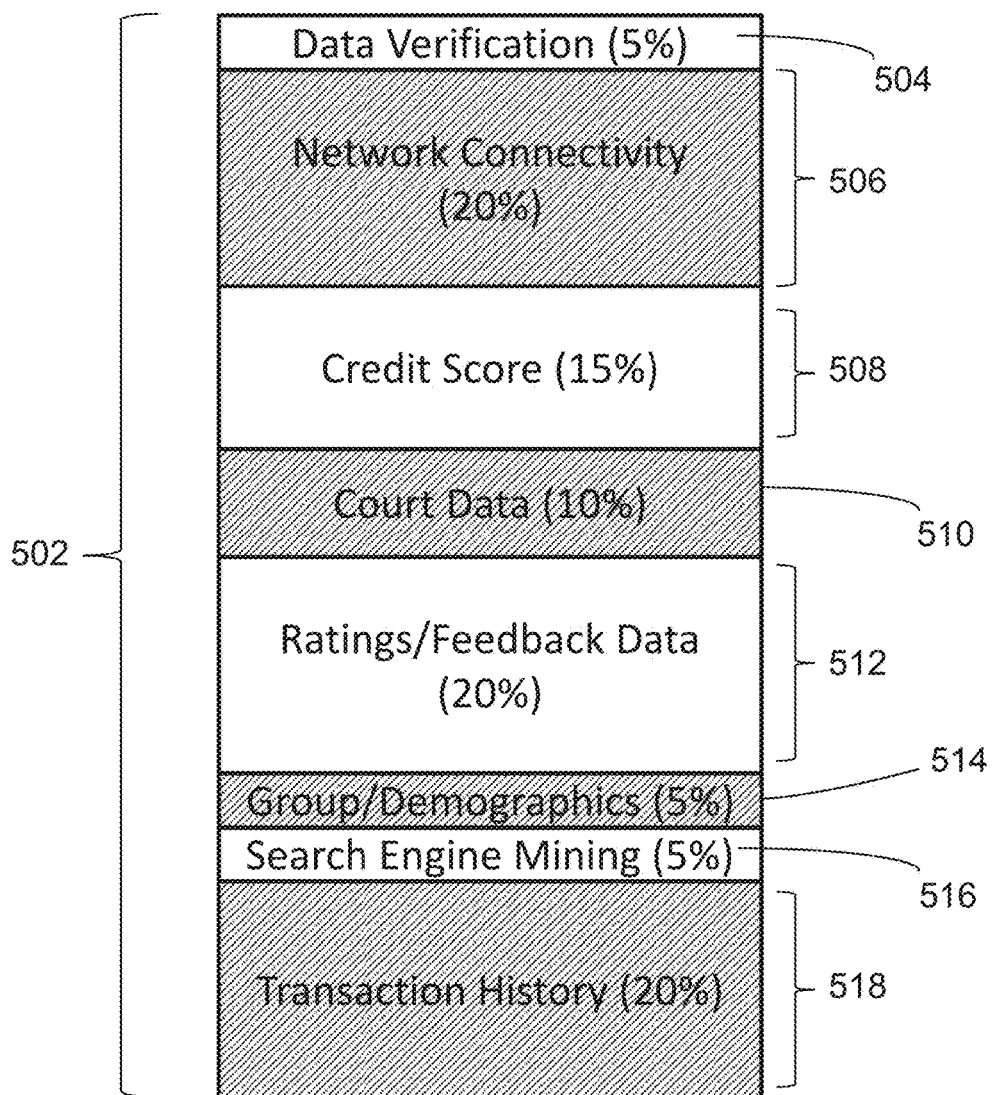 Data Verification (5%)
504
Network Connectivity
(20%)
506
Credit Score (15%)
508
Court Data (10%)
510
502
Ratings/Feedback Data
(20%)
512
514
Group/Demographics (5%)
Search Engine Mining (5%)
516
Transaction History (20%)
518